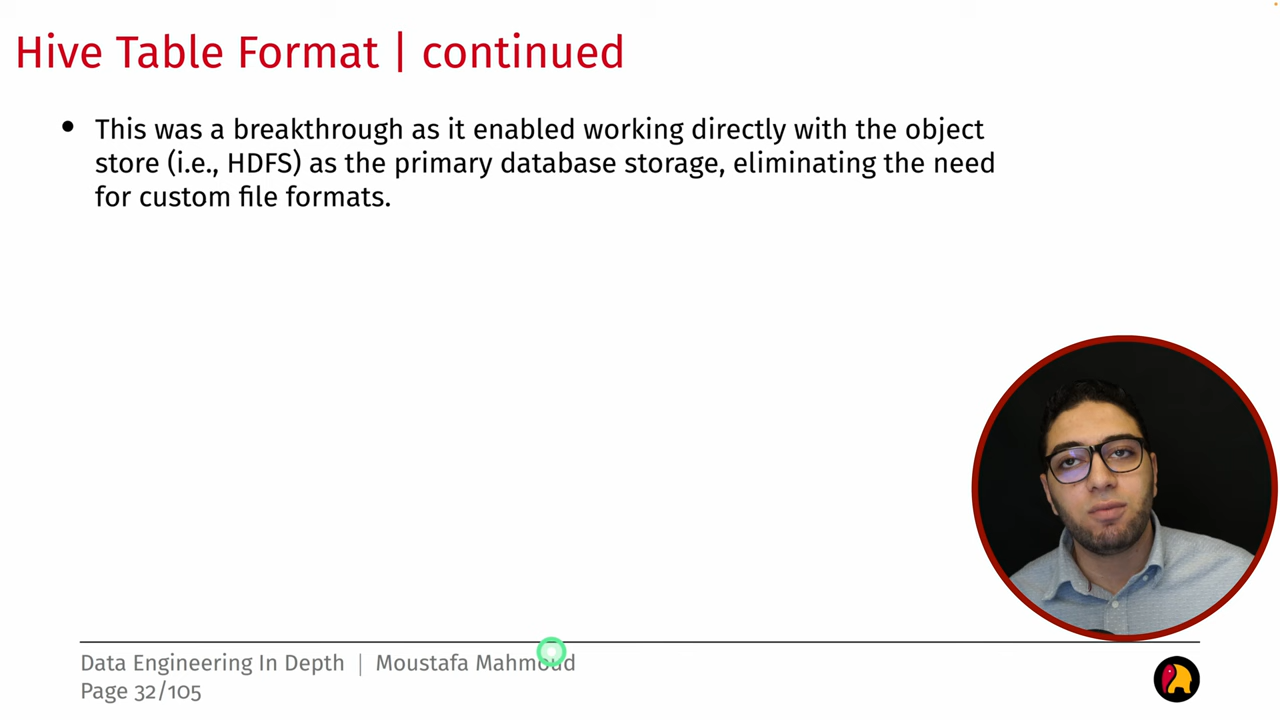 Hive Table Format | continued
• This was a breakthrough as it enabled working directly with the object
store (i.e., HDFS) as the primary database storage, eliminating the need
for custom file formats.
Data Engineering In Depth | Moustafa Mahmoud
Page 32/105